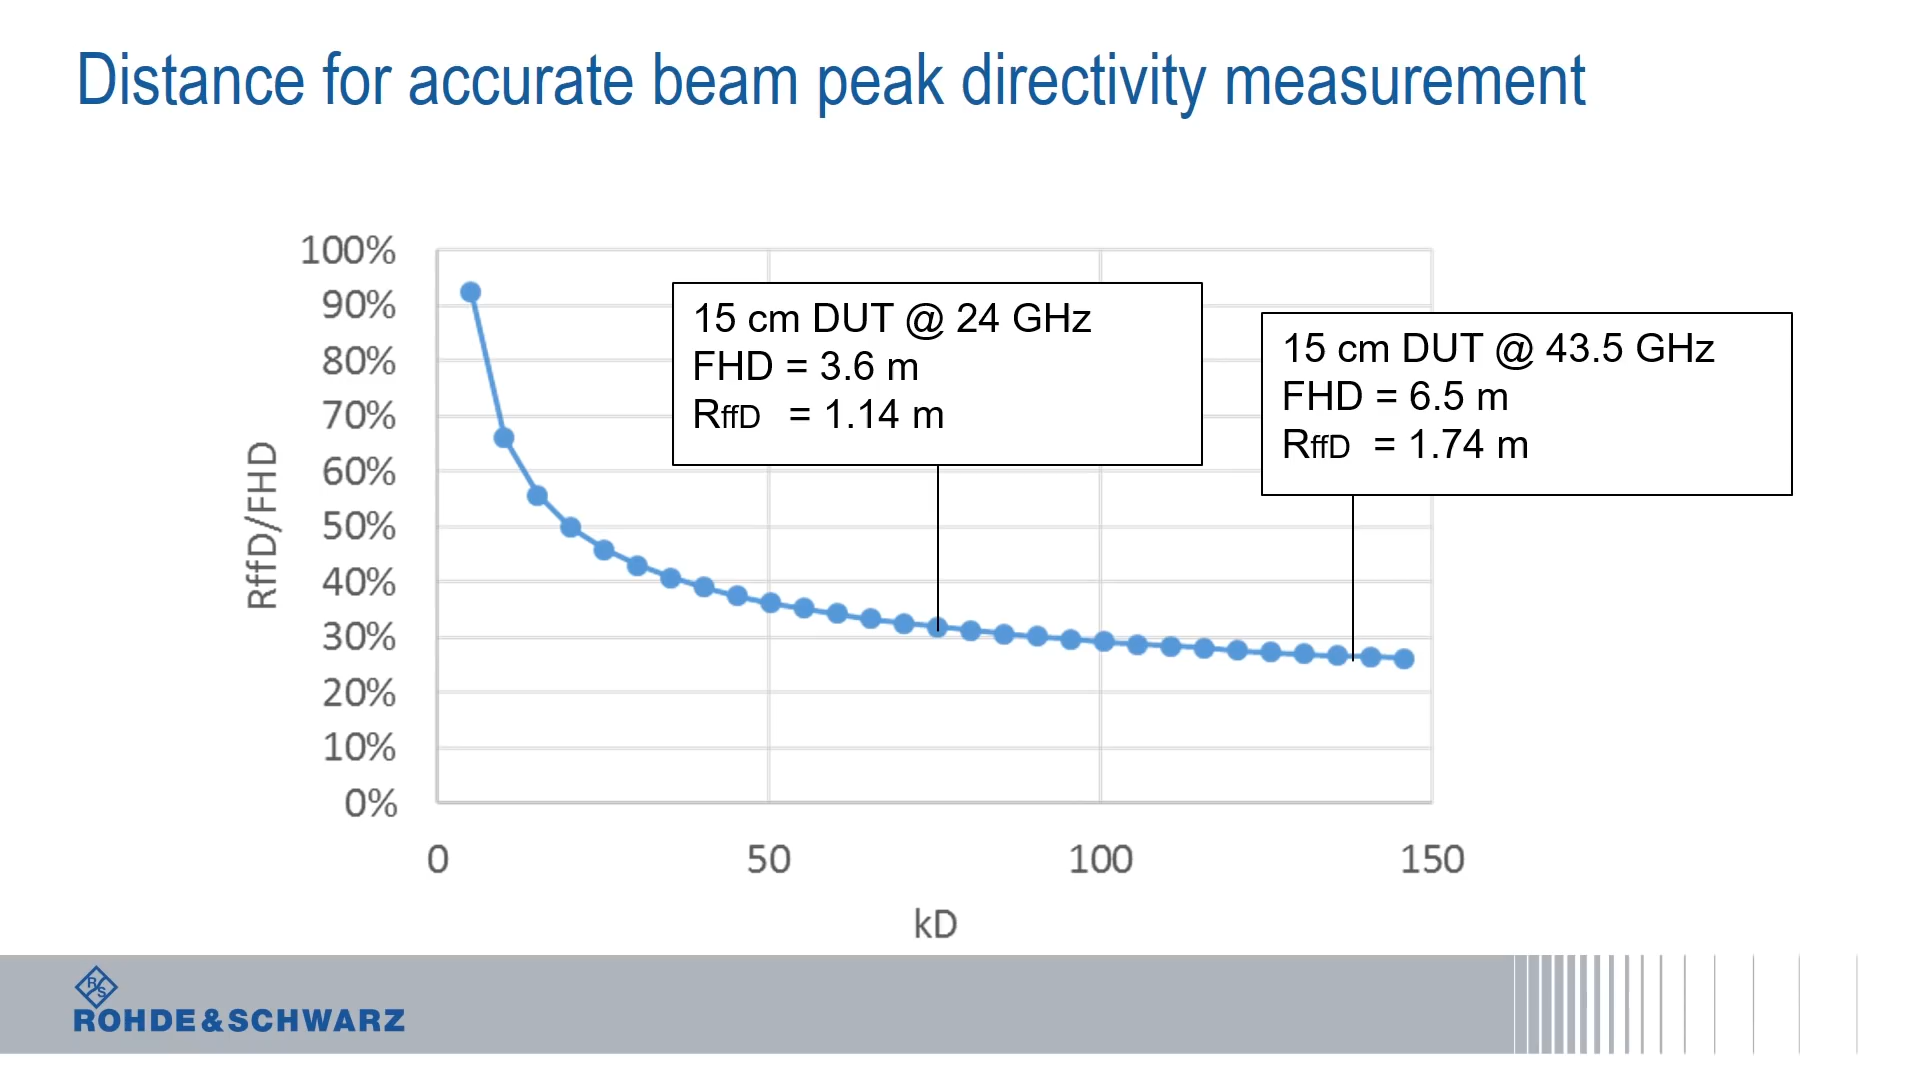 Distance for accurate beam peak directivity measurement
100%
90%
80%
70%
60%
50%
40%
30%
20%
10%
0%
RffD/FHD
15 cm DUT @ 24 GHz
FHD = 3.6 m
RffD = 1.14 m
15 cm DUT @ 43.5 GHz
FHD = 6.5 m
RffD = 1.74 m
0 50 100 150
kD
R S
ROHDE&SCHWARZ